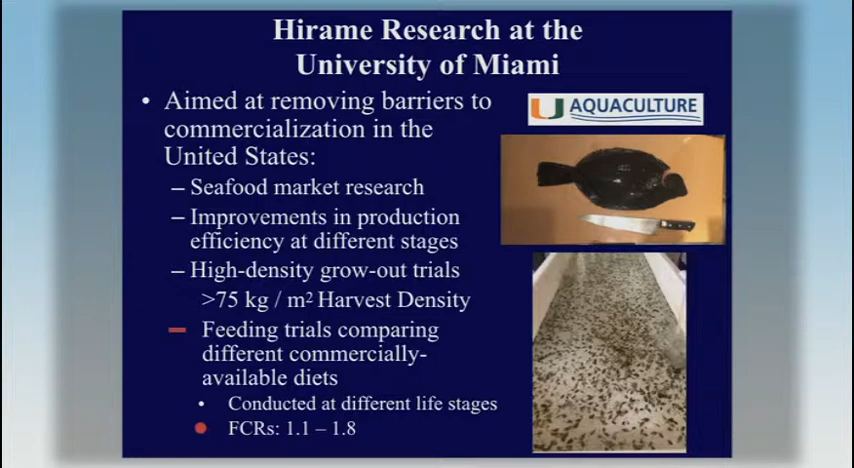 Hirame Research at the
University of Miami
• Aimed at removing barriers to
commercialization in the
United States:
– Seafood market research
– Improvements in production
efficiency at different stages
– High-density grow-out trials
>75 kg / m² Harvest Density
– Feeding trials comparing
different commercially-
available diets
• Conducted at different life stages
• FCRs: 1.1 – 1.8
U AQUACULTURE